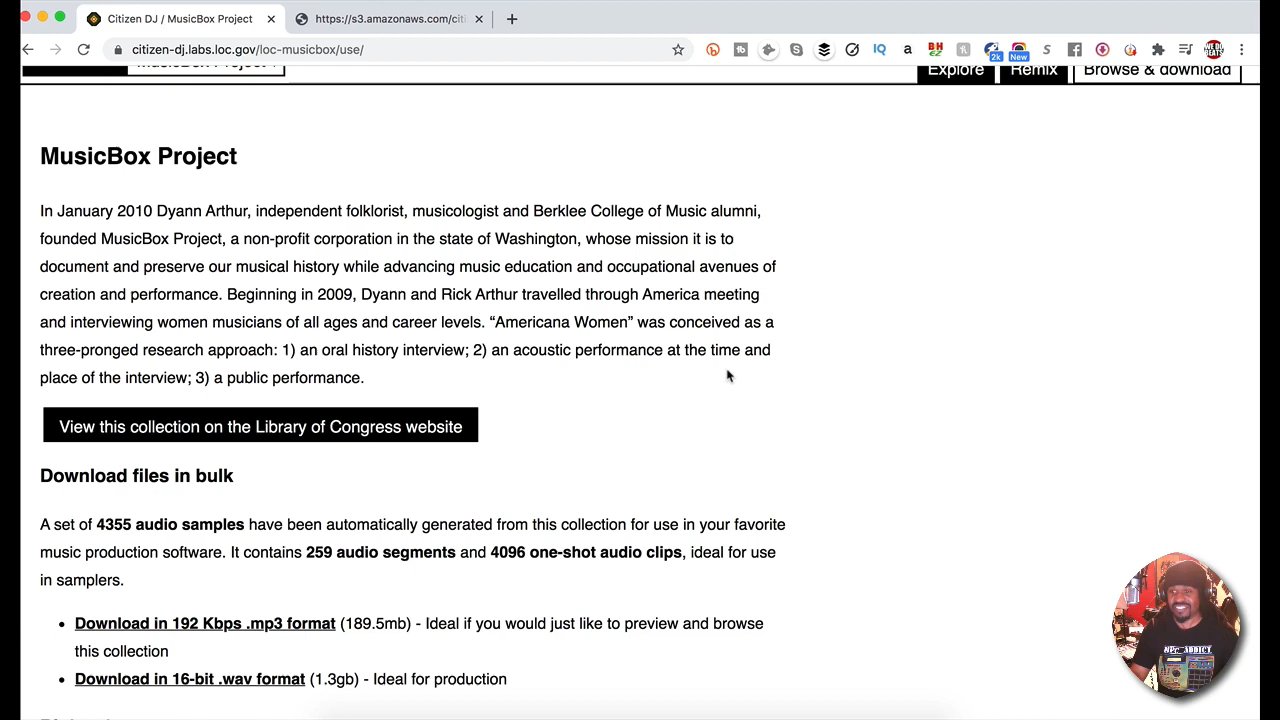 Citizen DJ / MusicBox Project
https://s3.amazonaws.com/citi
citizen-dj.labs.loc.gov/loc-musicbox/use/
2k
New
WE DO BEATS
MusicBox Project
Explore
Remix
Browse & download
MusicBox Project
In January 2010 Dyann Arthur, independent folklorist, musicologist and Berklee College of Music alumni,
founded MusicBox Project, a non-profit corporation in the state of Washington, whose mission it is to
document and preserve our musical history while advancing music education and occupational avenues of
creation and performance. Beginning in 2009, Dyann and Rick Arthur travelled through America meeting
and interviewing women musicians of all ages and career levels. “Americana Women” was conceived as a
three-pronged research approach: 1) an oral history interview; 2) an acoustic performance at the time and
place of the interview; 3) a public performance.
View this collection on the Library of Congress website
Download files in bulk
A set of 4355 audio samples have been automatically generated from this collection for use in your favorite
music production software. It contains 259 audio segments and 4096 one-shot audio clips, ideal for use
in samplers.
• Download in 192 Kbps .mp3 format (189.5mb) - Ideal if you would just like to preview and browse
this collection
• Download in 16-bit .wav format (1.3gb) - Ideal for production
MPC ADDICT